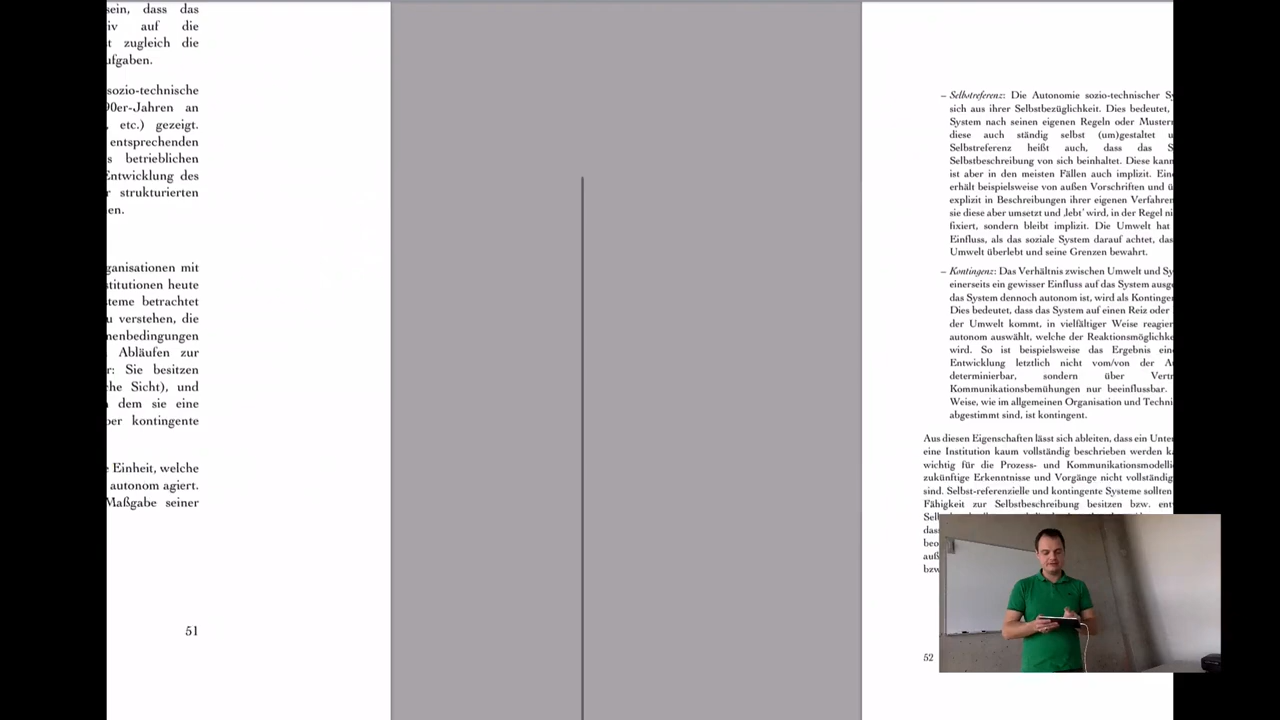 sein, dass das
iv auf die
t zugleich die
ufgaben.
sozio-technische
90er-Jahren an
, etc.) gezeigt.
entsprechenden
s betrieblichen
Entwicklung des
r strukturierten
en.
ganisationen mit
stitutionen heute
teme betrachtet
u verstehen, die
menbedingungen
Abläufen zur
r: Sie besitzen
che Sicht), und
dem sie eine
ber kontingente
e Einheit, welche
autonom agiert.
Maßgabe seiner
51
– Selbstreferenz: Die Autonomie sozio-technischer Sy
sich aus ihrer Selbstbezüglichkeit. Dies bedeutet,
System nach seinen eigenen Regeln oder Muster
diese auch ständig selbst (um)gestaltet u
Selbstreferenz heißt auch, dass das S
Selbstbeschreibung von sich beinhaltet. Diese kann
ist aber in den meisten Fällen auch implizit. Ein
erhält beispielsweise von außen Vorschriften und ü
explizit in Beschreibungen ihrer eigenen Verfahren
sie diese aber umsetzt und ‚lebt' wird, in der Regel ni
fixiert, sondern bleibt implizit. Die Umwelt hat
Einfluss, als das soziale System darauf achtet, das
Umwelt überlebt und seine Grenzen bewahrt.
– Kontingenz: Das Verhältnis zwischen Umwelt und Sy
einerseits ein gewisser Einfluss auf das System ausg
das System dennoch autonom ist, wird als Kontinge
Dies bedeutet, dass das System auf einen Reiz oder
der Umwelt kommt, in vielfältiger Weise reagier
autonom auswählt, welche der Reaktionsmöglichke
wird. So ist beispielsweise das Ergebnis ein
Entwicklung letztlich nicht vom/von der A
determinierbar, sondern über Vertr
Kommunikationsbemühungen nur beeinflussbar.
Weise, wie im allgemeinen Organisation und Techni
abgestimmt sind, ist kontingent.
Aus diesen Eigenschaften lässt sich ableiten, dass ein Unter
eine Institution kaum vollständig beschrieben werden k
wichtig für die Prozess- und Kommunikationsmodelli
zukünftige Erkenntnisse und Vorgänge nicht vollständig
sind. Selbst-referenzielle und kontingente Systeme sollten
Fähigkeit zur Selbstbeschreibung besitzen bzw. ent
Sel
das
beo
auß
bzw
52